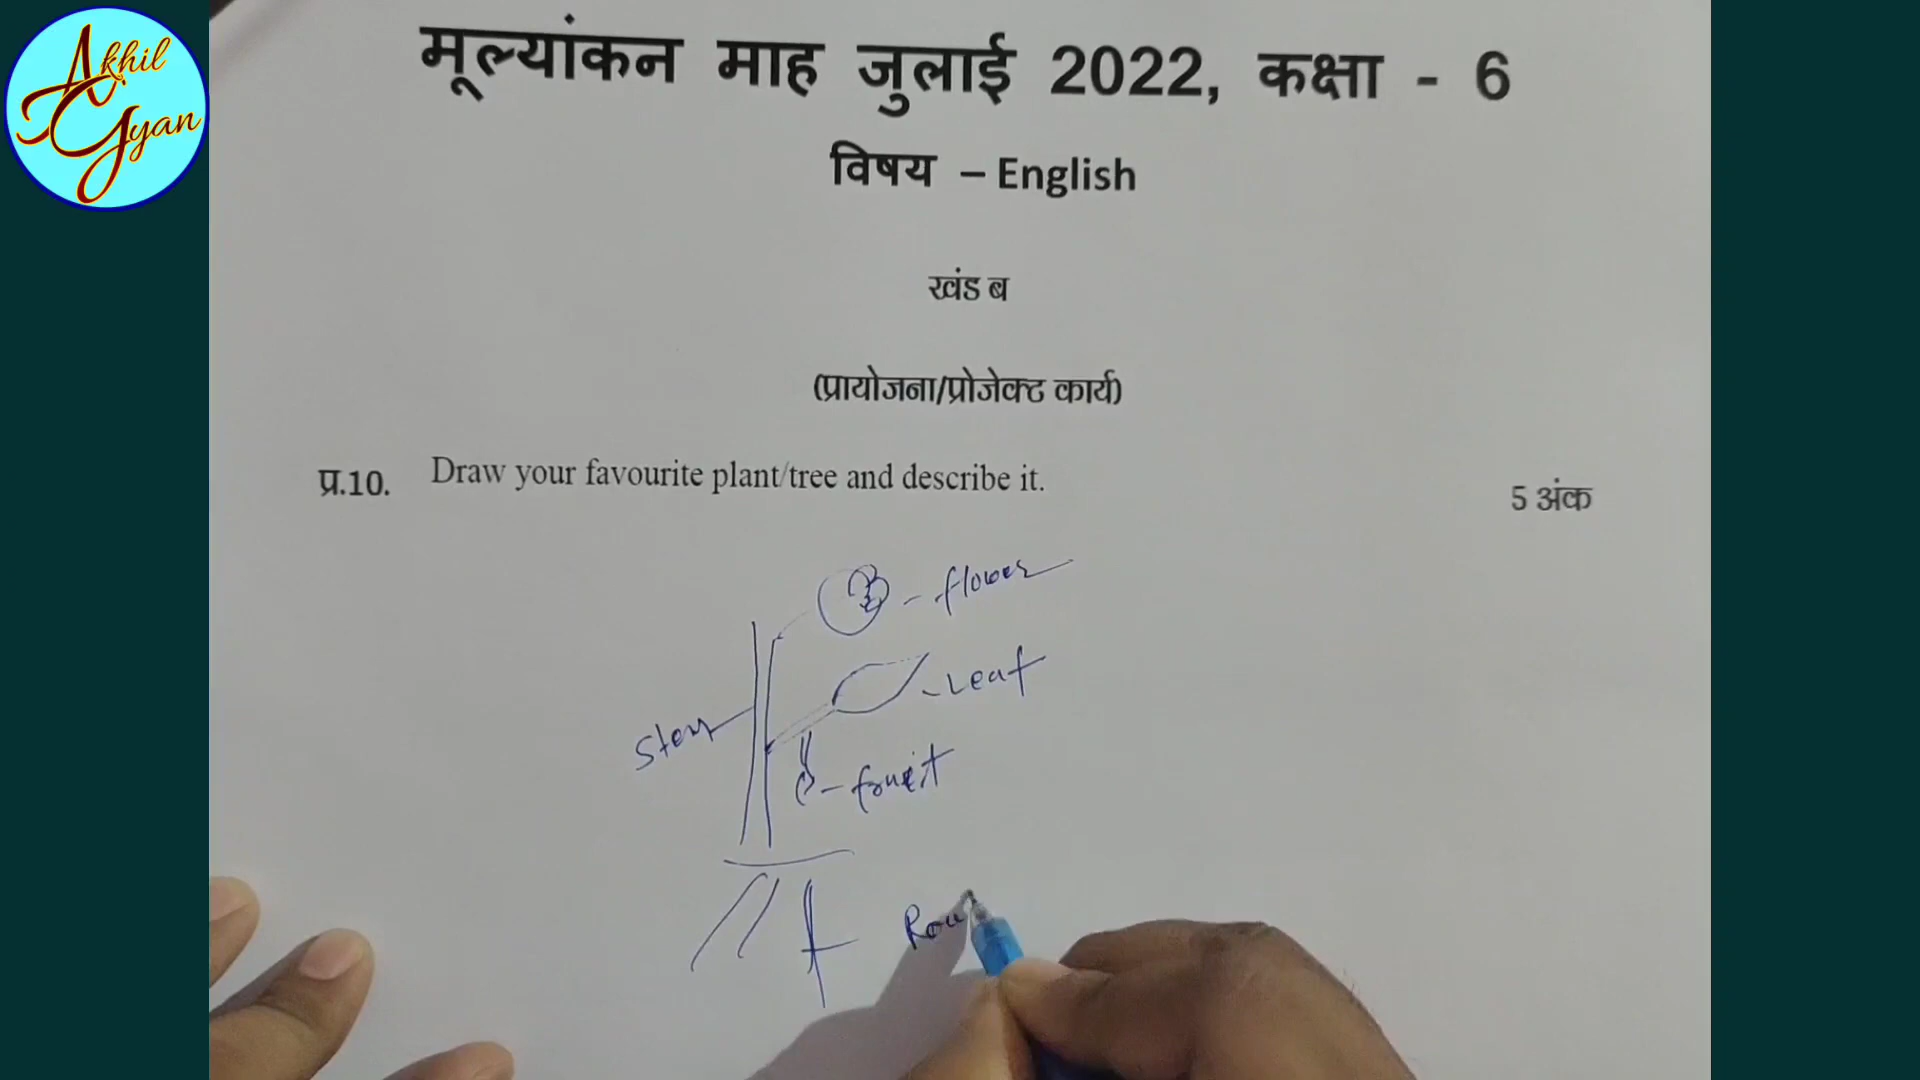 Akhil
Gyan
मूल्यांकन माह जुलाई 2022, कक्षा - 6
विषय – English
खंड ब
(प्रायोजना/प्रोजेक्ट कार्य)
प्र.10. Draw your favourite plant/tree and describe it. 5 अंक
flower
Leaf
Stem
fruit